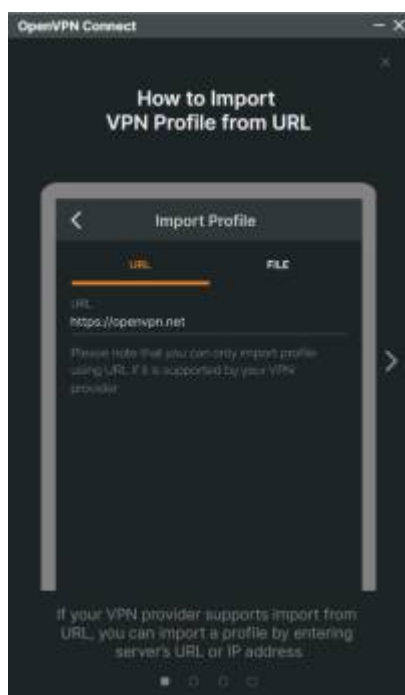 OpenVPN Connect
How to Import
VPN Profile from URL
Import Profile
URL
FILE
URL
https://openvpn.net
Please note that you can only import profile
using URL if it is supported by your VPN
provider
If your VPN provider supports import from
URL, you can import a profile by entering
server's URL or IP address